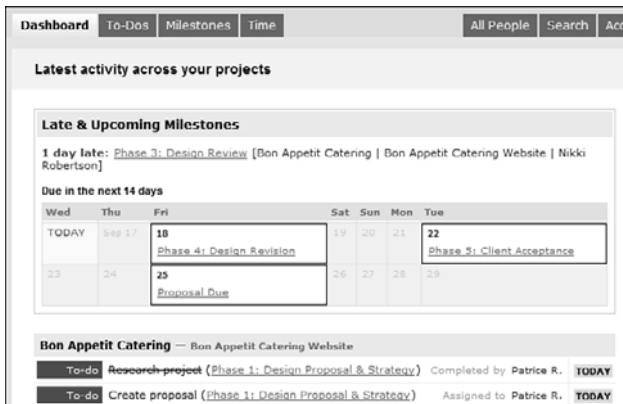 Dashboard To-Dos Milestones Time All People Search Acc
Latest activity across your projects
Late & Upcoming Milestones
1 day late: Phase 3: Design Review [Bon Appetit Catering | Bon Appetit Catering Website | Nikki
Robertson]
Due in the next 14 days
Wed Thu Fri Sat Sun Mon Tue
TODAY Sep 17 18 19 20 21 22
Phase 4: Design Revision Phase 5: Client Acceptance
23 24 25 26 27 28 29
Proposal Due
Bon Appetit Catering — Bon Appetit Catering Website
To-do Research project (Phase 1: Design Proposal & Strategy) Completed by Patrice R. TODAY
To-do Create proposal (Phase 1: Design Proposal & Strategy) Assigned to Patrice R. TODAY